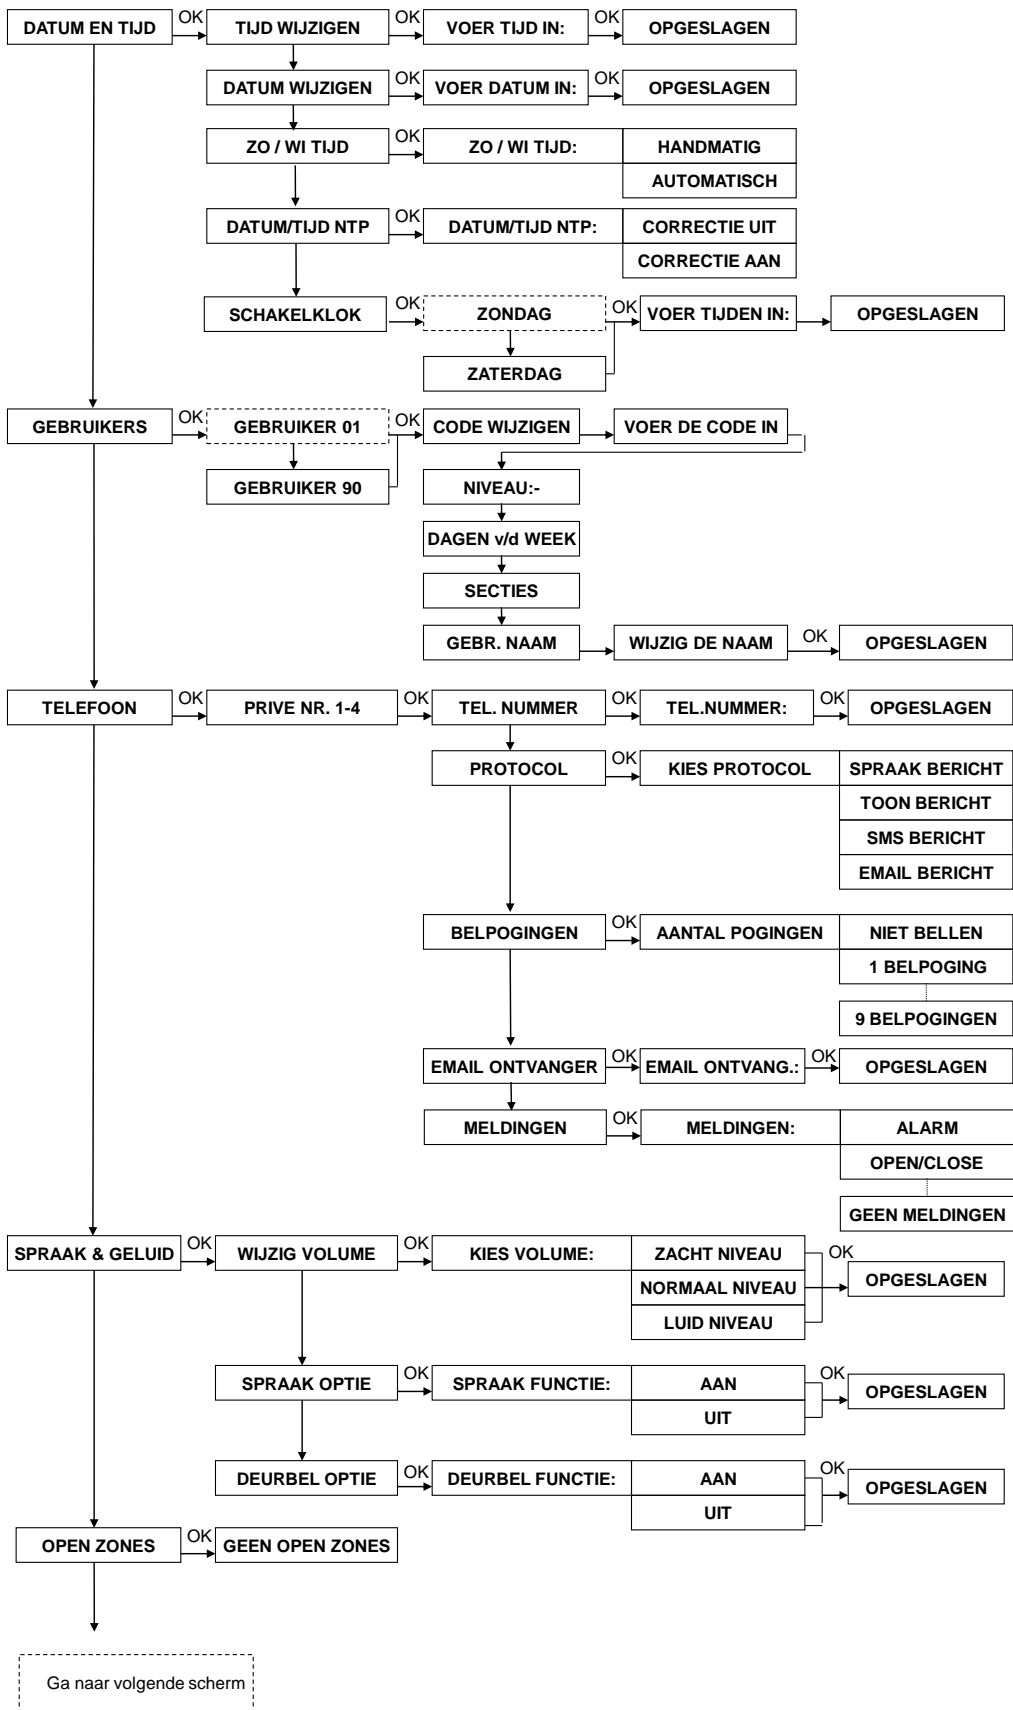 DATUM EN TIJD OK TIJD WIJZIGEN OK VOER TIJD IN: OK OPGESLAGEN
DATUM WIJZIGEN OK VOER DATUM IN: OK OPGESLAGEN
ZO / WI TIJD OK ZO / WI TIJD: HANDMATIG
AUTOMATISCH
DATUM/TIJD NTP OK DATUM/TIJD NTP: CORRECTIE UIT
CORRECTIE AAN
SCHAKELKLOK OK ZONDAG OK VOER TIJDEN IN: OPGESLAGEN
ZATERDAG
GEBRUIKERS OK GEBRUIKER 01 OK CODE WIJZIGEN VOER DE CODE IN
GEBRUIKER 90 NIVEAU:-
DAGEN v/d WEEK
SECTIES
GEBR. NAAM WIJZIG DE NAAM OK OPGESLAGEN
TELEFOON OK PRIVE NR. 1-4 OK TEL. NUMMER OK TEL.NUMMER: OK OPGESLAGEN
PROTOCOL OK KIES PROTOCOL SPRAAK BERICHT
TOON BERICHT
SMS BERICHT
EMAIL BERICHT
BELPOGINGEN OK AANTAL POGINGEN NIET BELLEN
1 BELPOGING
9 BELPOGINGEN
EMAIL ONTVANGER OK EMAIL ONTVANG.: OK OPGESLAGEN
MELDINGEN OK MELDINGEN: ALARM
OPEN/CLOSE
GEEN MELDINGEN
SPRAAK & GELUID OK WIJZIG VOLUME OK KIES VOLUME: ZACHT NIVEAU OK OPGESLAGEN
NORMAAL NIVEAU
LUID NIVEAU
SPRAAK OPTIE OK SPRAAK FUNCTIE: AAN OK OPGESLAGEN
UIT
DEURBEL OPTIE OK DEURBEL FUNCTIE: AAN OK OPGESLAGEN
UIT
OPEN ZONES OK GEEN OPEN ZONES
Ga naar volgende scherm